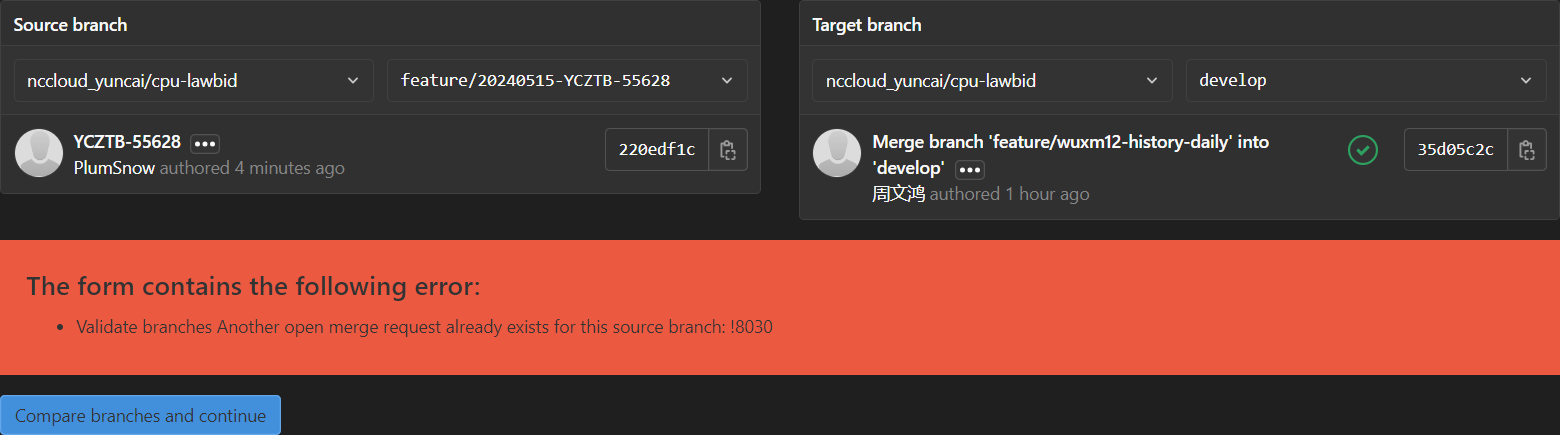 Source branch
nccloud_yuncai/cpu-lawbid
feature/20240515-YCZTB-55628
YCZTB-55628
PlumSnow authored 4 minutes ago
220edf1c
Target branch
nccloud_yuncai/cpu-lawbid
develop
Merge branch 'feature/wuxm12-history-daily' into
'develop'
周文鸿 authored 1 hour ago
35d05c2c
The form contains the following error:
Validate branches Another open merge request already exists for this source branch: !8030
Compare branches and continue